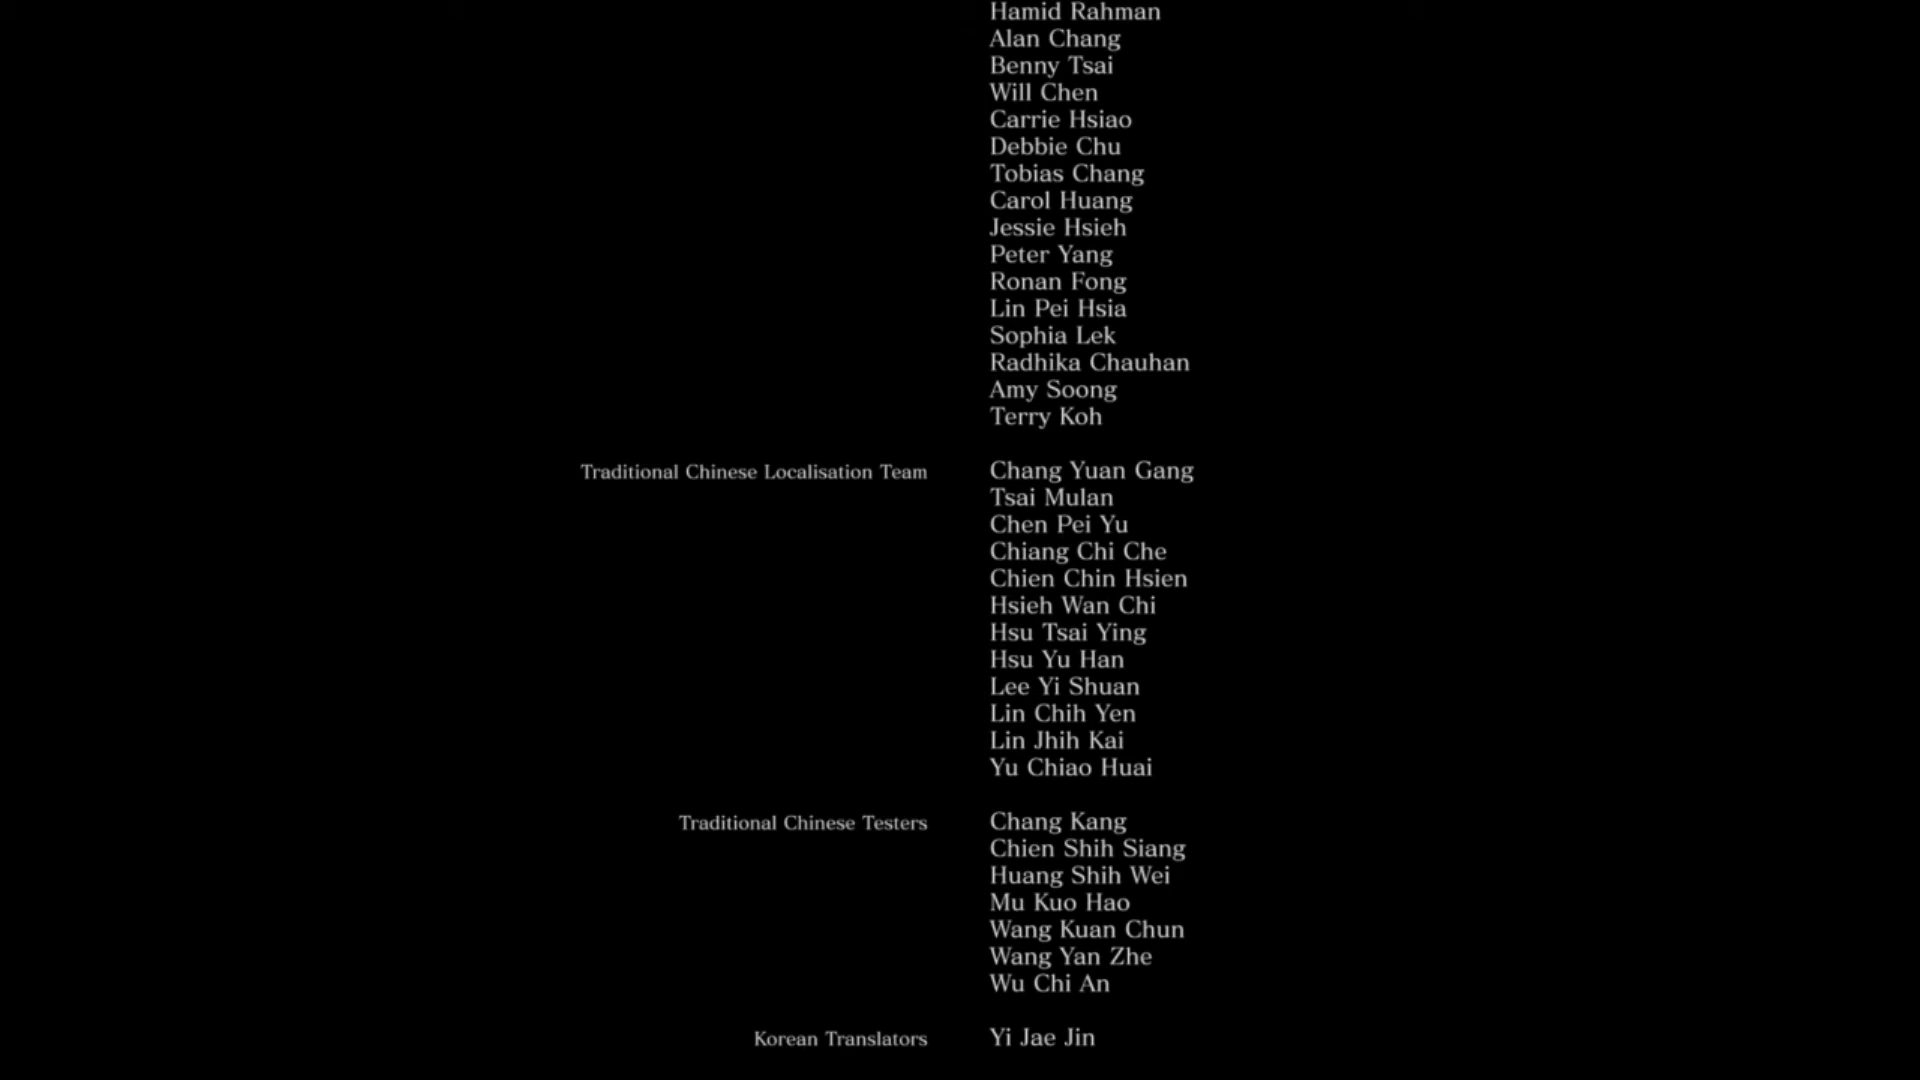 Hamid Rahman
Alan Chang
Benny Tsai
Will Chen
Carrie Hsiao
Debbie Chu
Tobias Chang
Carol Huang
Jessie Hsieh
Peter Yang
Ronan Fong
Lin Pei Hsia
Sophia Lek
Radhika Chauhan
Amy Soong
Terry Koh
Traditional Chinese Localisation Team Chang Yuan Gang
Tsai Mulan
Chen Pei Yu
Chiang Chi Che
Chien Chin Hsien
Hsieh Wan Chi
Hsu Tsai Ying
Hsu Yu Han
Lee Yi Shuan
Lin Chih Yen
Lin Jhih Kai
Yu Chiao Huai
Traditional Chinese Testers Chang Kang
Chien Shih Siang
Huang Shih Wei
Mu Kuo Hao
Wang Kuan Chun
Wang Yan Zhe
Wu Chi An
Korean Translators Yi Jae Jin